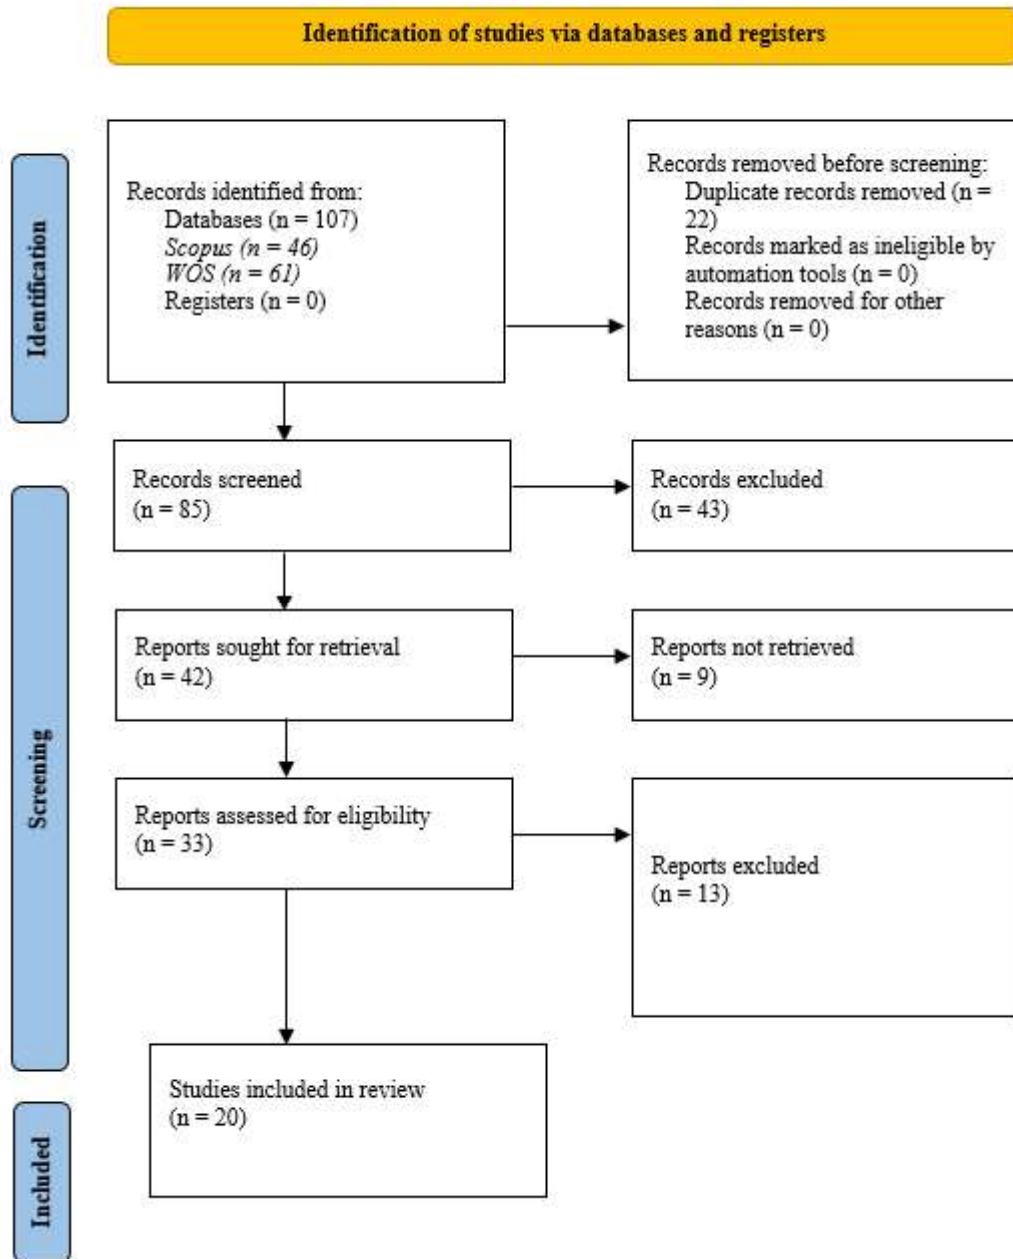 Identification of studies via databases and registers
Identification
Records identified from:
Databases (n = 107)
Scopus (n = 46)
WOS (n = 61)
Registers (n = 0)
Records removed before screening:
Duplicate records removed (n =
22)
Records marked as ineligible by
automation tools (n = 0)
Records removed for other
reasons (n = 0)
Screening
Records screened
(n = 85)
Records excluded
(n = 43)
Reports sought for retrieval
(n = 42)
Reports not retrieved
(n = 9)
Reports assessed for eligibility
(n = 33)
Reports excluded
(n = 13)
Included
Studies included in review
(n = 20)